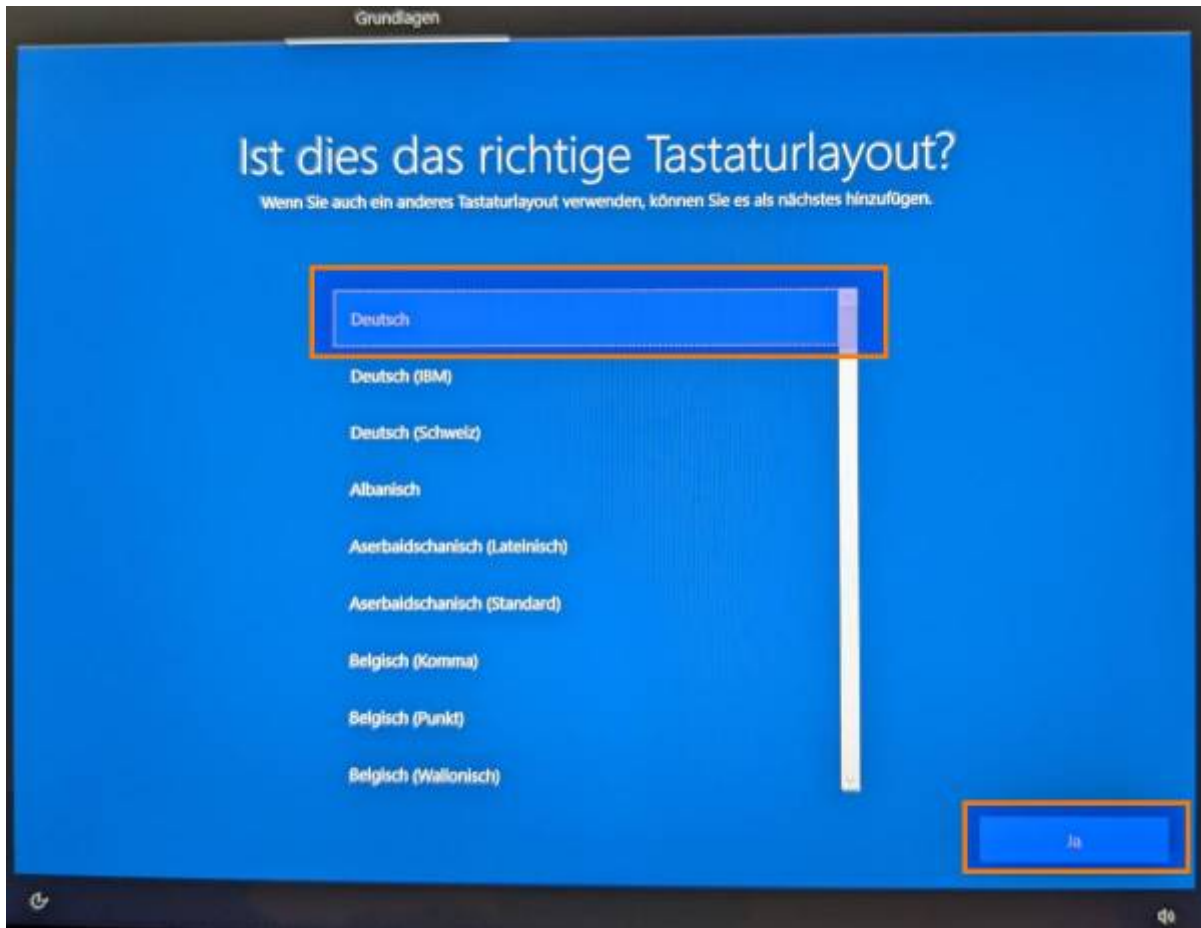 Grundlagen
Ist dies das richtige Tastaturlayout?
Wenn Sie auch ein anderes Tastaturlayout verwenden, können Sie es als nächstes hinzufügen.
Deutsch
Deutsch (IBM)
Deutsch (Schweiz)
Albanisch
Aserbaidschanisch (Lateinisch)
Aserbaidschanisch (Standard)
Belgisch (Komma)
Belgisch (Punkt)
Belgisch (Wallonisch)
Ja